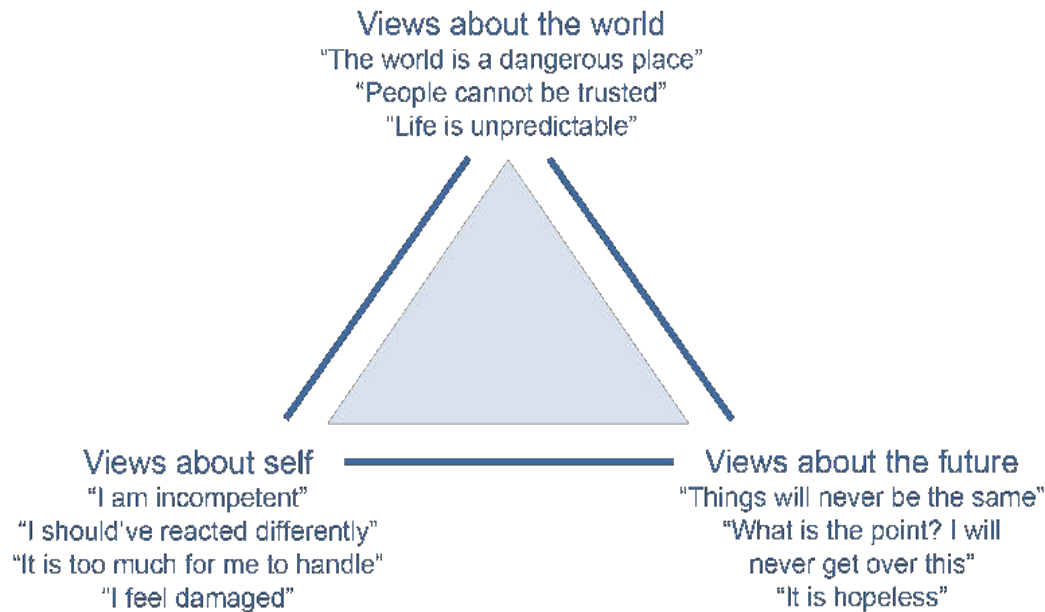 Views about the world
"The world is a dangerous place"
"People cannot be trusted"
"Life is unpredictable"
Views about self
"I am incompetent"
"I should've reacted differently"
"It is too much for me to handle"
"I feel damaged"
Views about the future
"Things will never be the same"
"What is the point? I will
never get over this"
"It is hopeless"